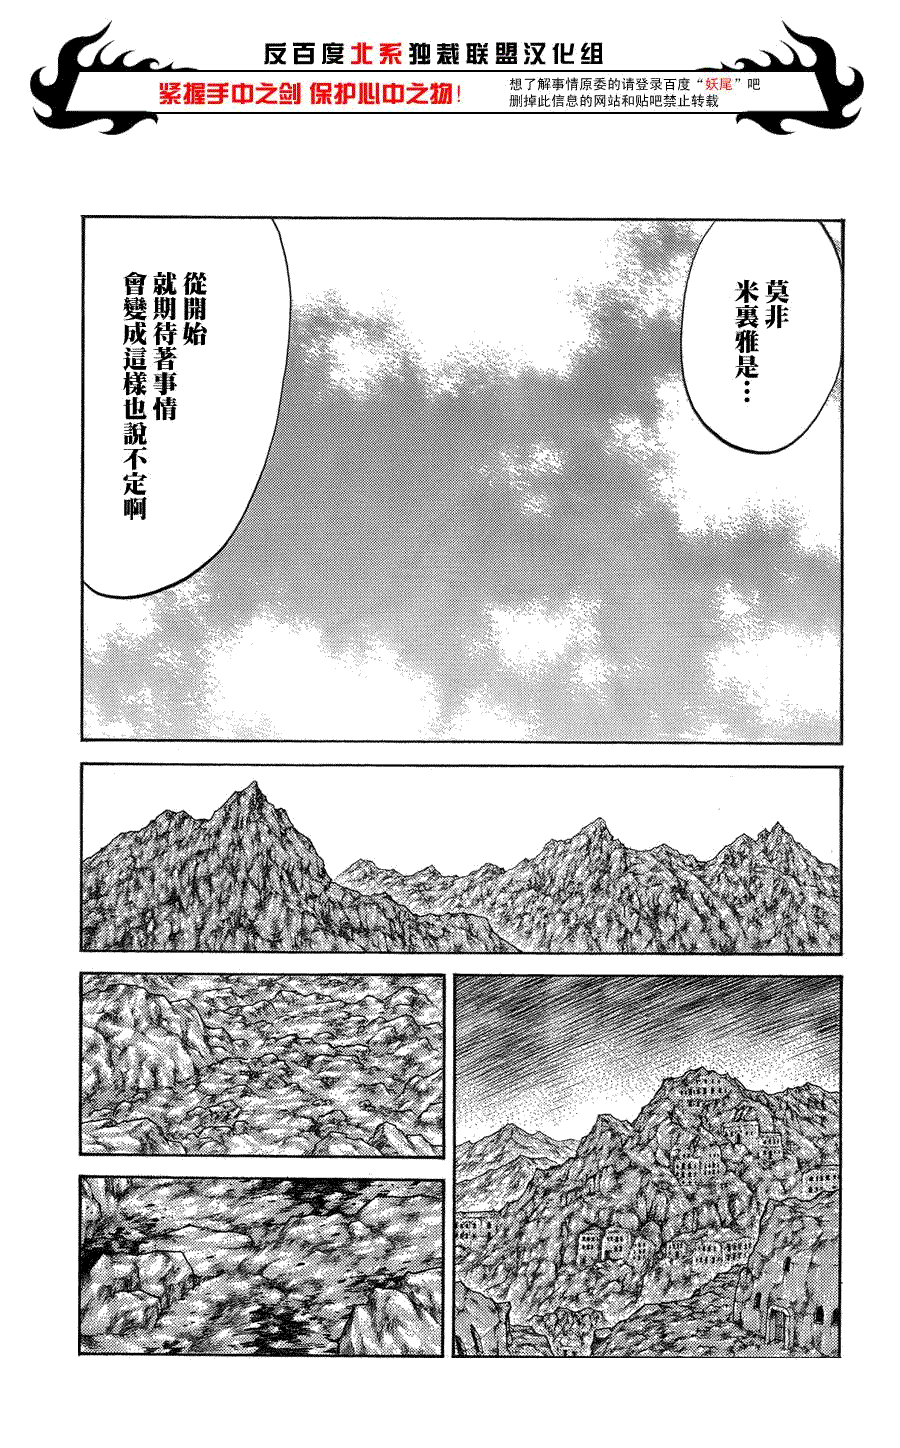 反百度北系独裁联盟汉化组
紧握手中之剑 保护心中之物！
想了解事情原委的请登录百度“妖尾”吧
删掉此信息的网站和贴吧禁止转载
莫非
米裏雅是…
從開始
就期待著事情
會變成這樣也說不定啊